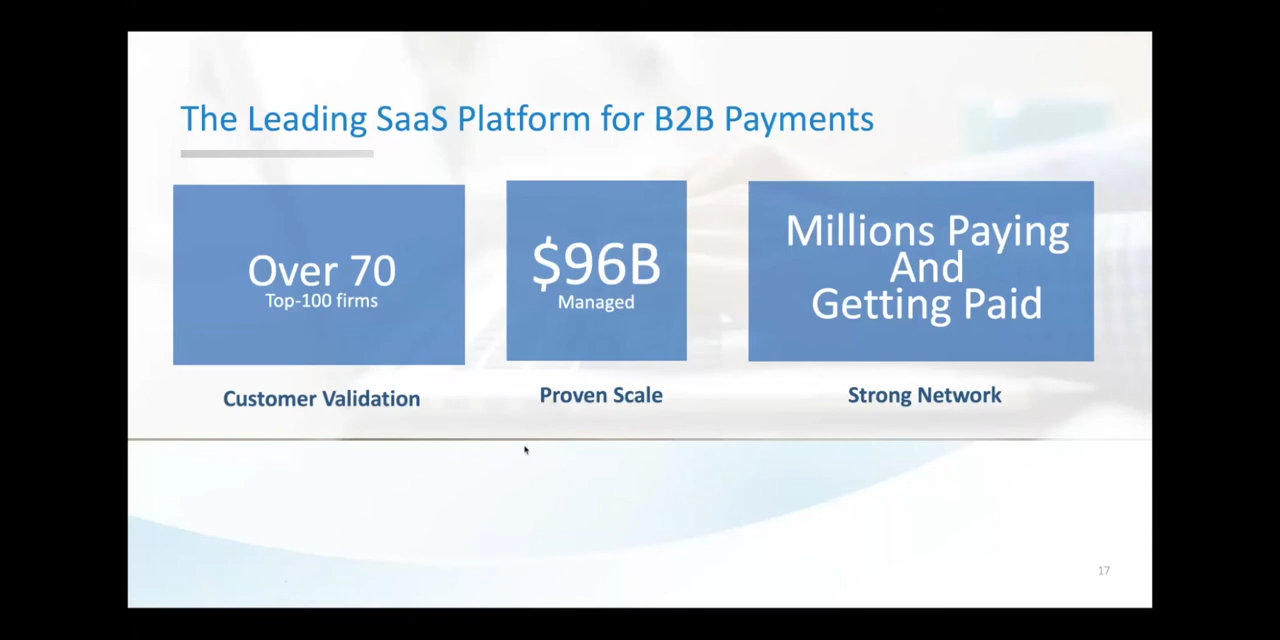 The Leading SaaS Platform for B2B Payments
Over 70
Top-100 firms
$96B
Managed
Millions Paying
And
Getting Paid
Customer Validation
Proven Scale
Strong Network
17